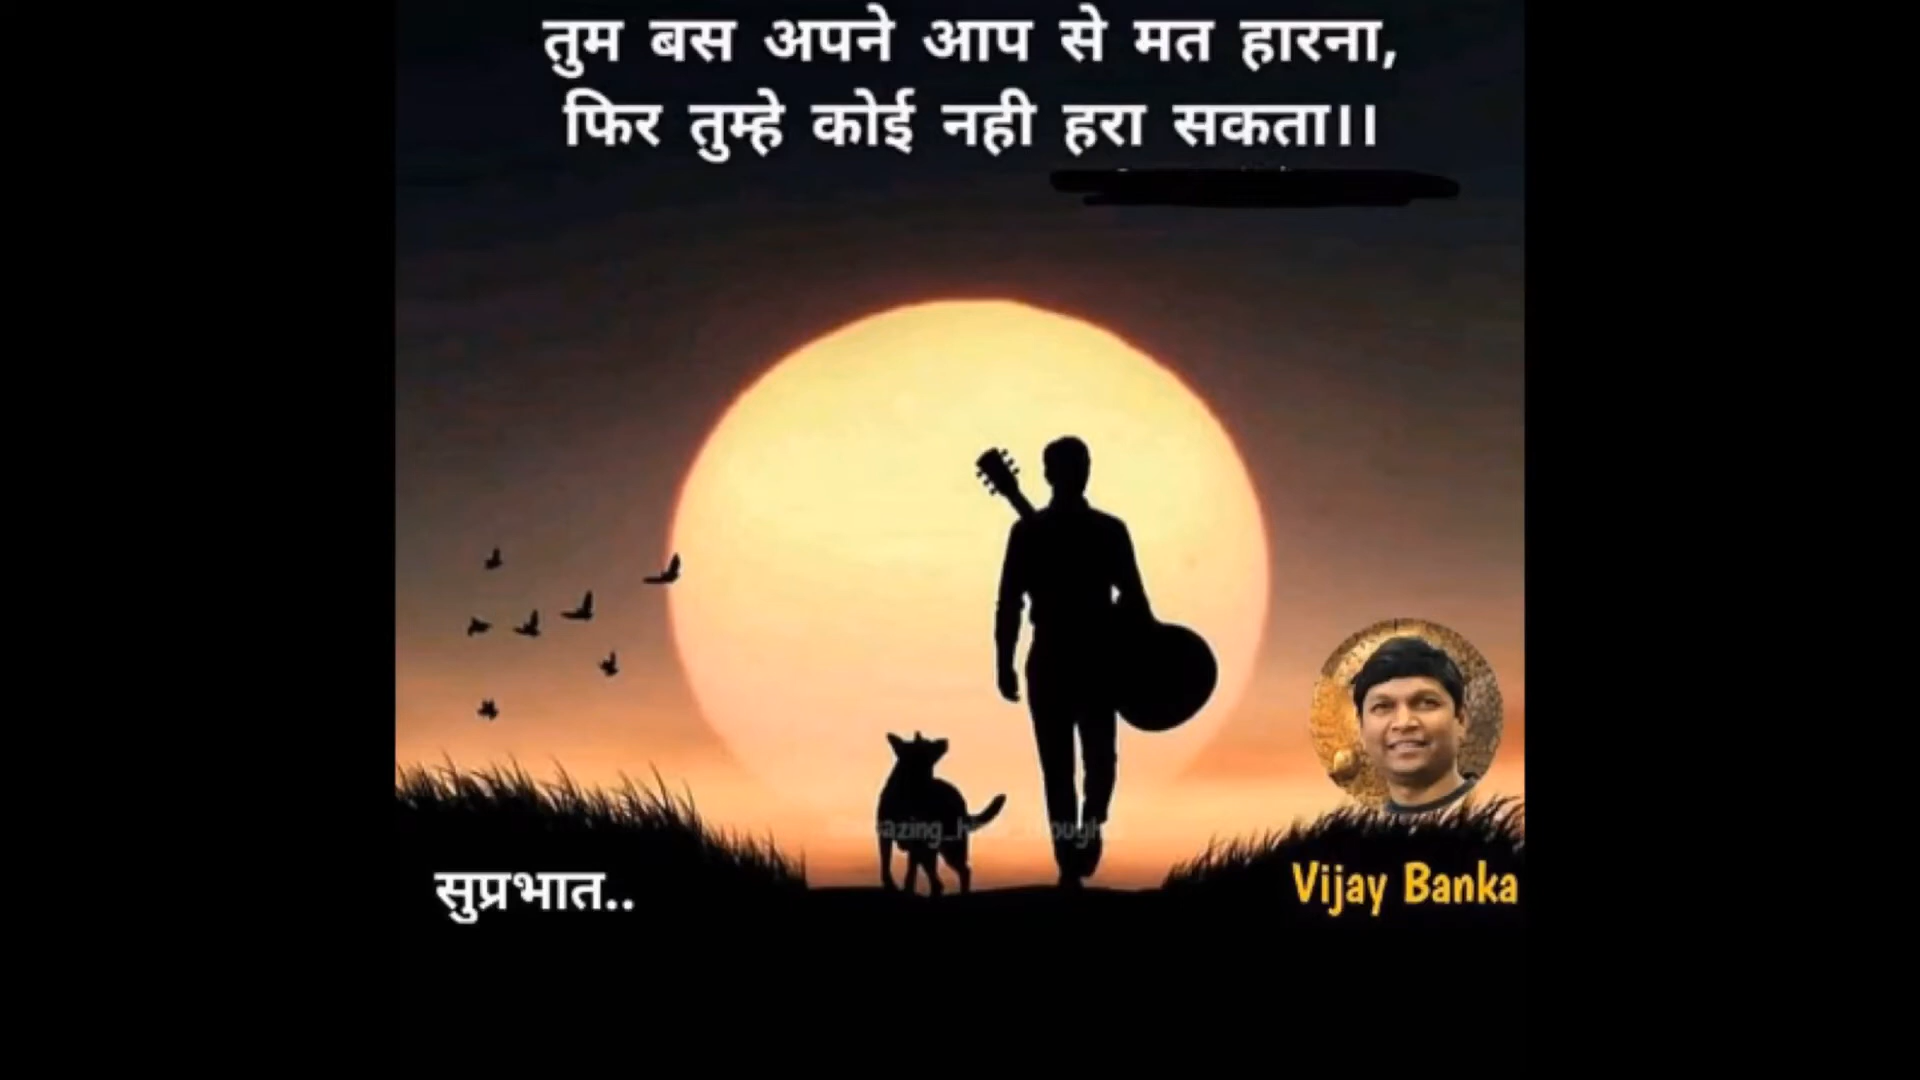 तुम बस अपने आप से मत हारना,
फिर तुम्हे कोई नही हरा सकता।।
सुप्रभात..
Vijay Banka